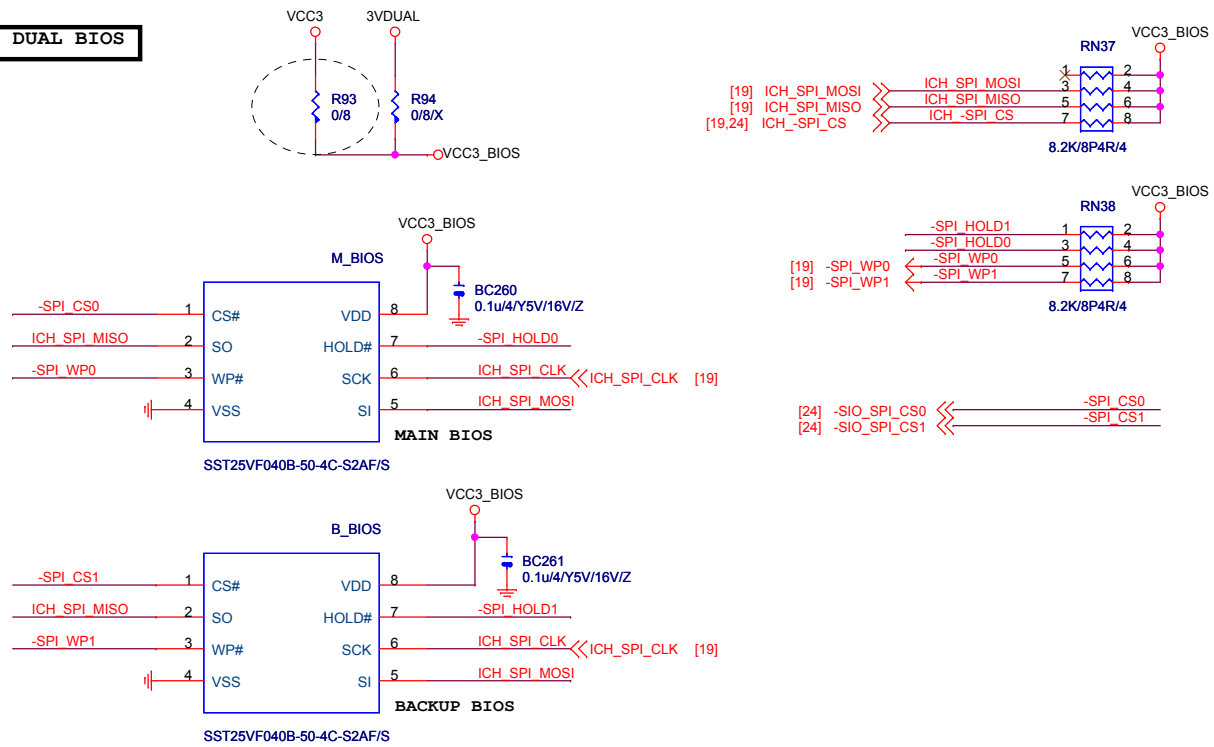 DUAL BIOS
VCC3
3VDUAL
R93
0/8
R94
0/8/X
VCC3_BIOS
VCC3_BIOS
RN37
[19] ICH_SPI_MOSI
[19] ICH_SPI_MISO
[19,24] ICH_-SPI_CS
ICH_SPI_MOSI
ICH_SPI_MISO
ICH_-SPI_CS
1 2
3 4
5 6
7 8
8.2K/8P4R/4
VCC3_BIOS
RN38
-SPI_HOLD1
-SPI_HOLD0
[19] -SPI_WP0
-SPI_WP0
[19] -SPI_WP1
-SPI_WP1
1 2
3 4
5 6
7 8
8.2K/8P4R/4
VCC3_BIOS
M_BIOS
BC260
0.1u/4/Y5V/16V/Z
-SPI_CS0 1 CS# VDD 8
ICH_SPI_MISO 2 SO HOLD# 7 -SPI_HOLD0
-SPI_WP0 3 WP# SCK 6 ICH_SPI_CLK ICH_SPI_CLK [19]
4 VSS SI 5 ICH_SPI_MOSI
MAIN BIOS
SST25VF040B-50-4C-S2AF/S
[24] -SIO_SPI_CS0 -SPI_CS0
[24] -SIO_SPI_CS1 -SPI_CS1
VCC3_BIOS
B_BIOS
BC261
0.1u/4/Y5V/16V/Z
-SPI_CS1 1 CS# VDD 8
ICH_SPI_MISO 2 SO HOLD# 7 -SPI_HOLD1
-SPI_WP1 3 WP# SCK 6 ICH_SPI_CLK ICH_SPI_CLK [19]
4 VSS SI 5 ICH_SPI_MOSI
BACKUP BIOS
SST25VF040B-50-4C-S2AF/S